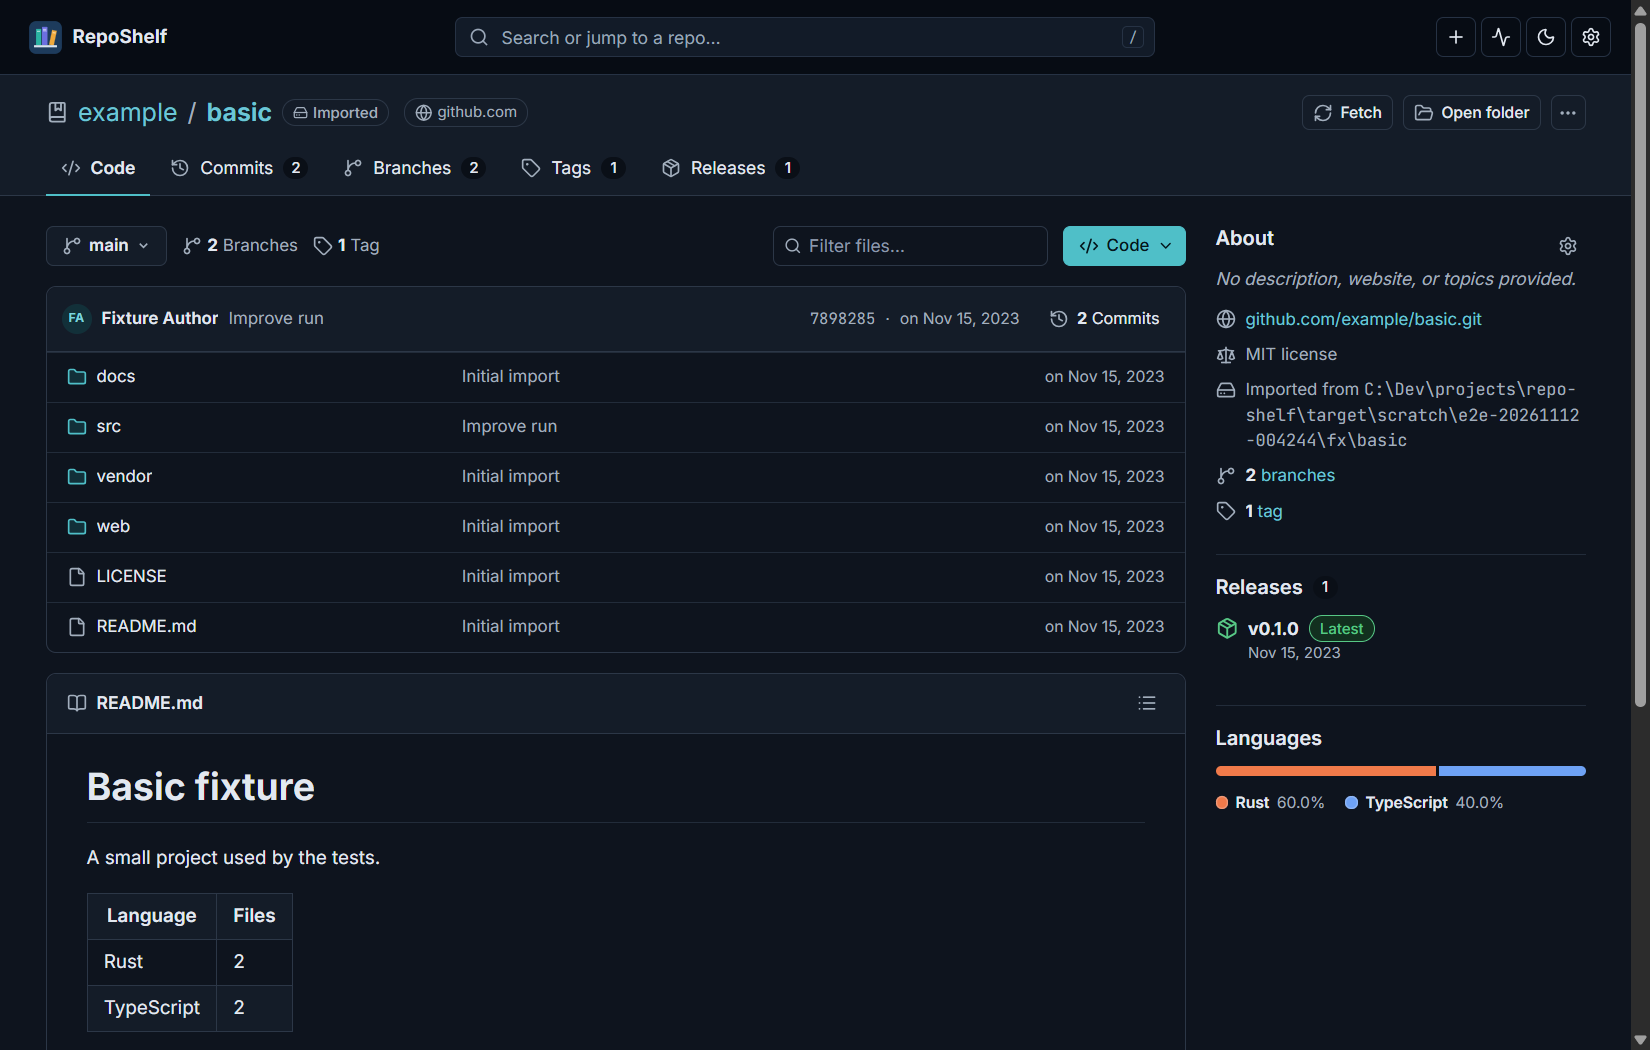 RepoShelf
Search or jump to a repo...
/
example / basic
Imported
github.com
Fetch
Open folder
Code
Commits 2
Branches 2
Tags 1
Releases 1
main
2 Branches
1 Tag
Filter files...
Code
FA
Fixture Author Improve run
7898285 · on Nov 15, 2023
2 Commits
docs Initial import on Nov 15, 2023
src Improve run on Nov 15, 2023
vendor Initial import on Nov 15, 2023
web Initial import on Nov 15, 2023
LICENSE Initial import on Nov 15, 2023
README.md Initial import on Nov 15, 2023
README.md
Basic fixture
A small project used by the tests.
Language Files
Rust 2
TypeScript 2
About
No description, website, or topics provided.
github.com/example/basic.git
MIT license
Imported from C:\Dev\projects\repo-
shelf\target\scratch\e2e-20261112
-004244\fx\basic
2 branches
1 tag
Releases 1
v0.1.0 Latest
Nov 15, 2023
Languages
Rust 60.0% TypeScript 40.0%